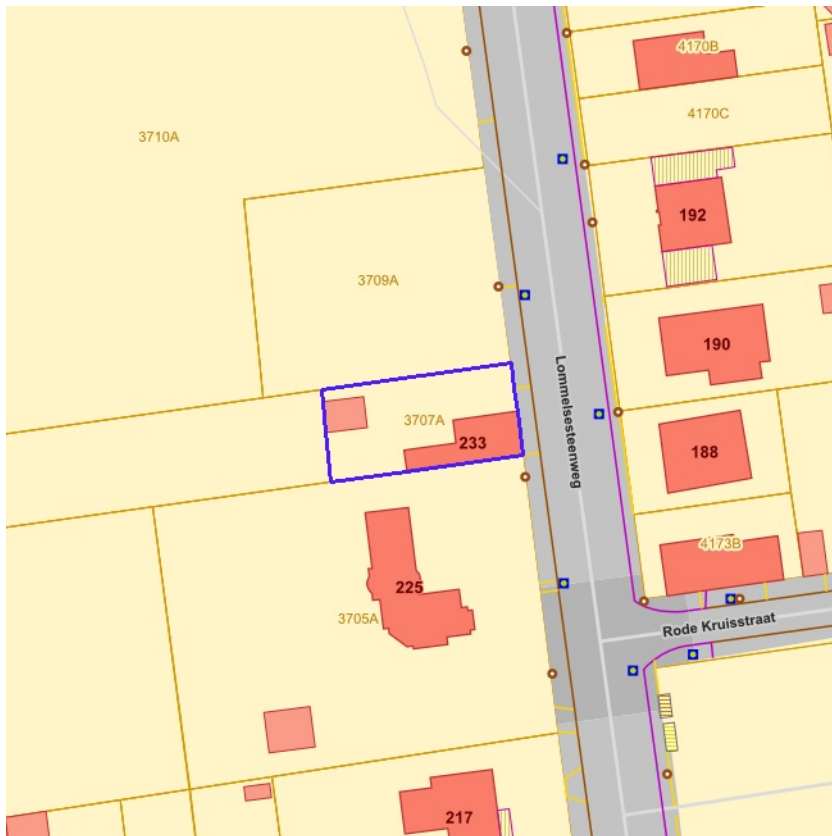 4170B
4170C
3710A
192
3709A
190
Lommelsesteenweg
3707A
233
188
4173B
225
3705A
Rode Kruisstraat
217